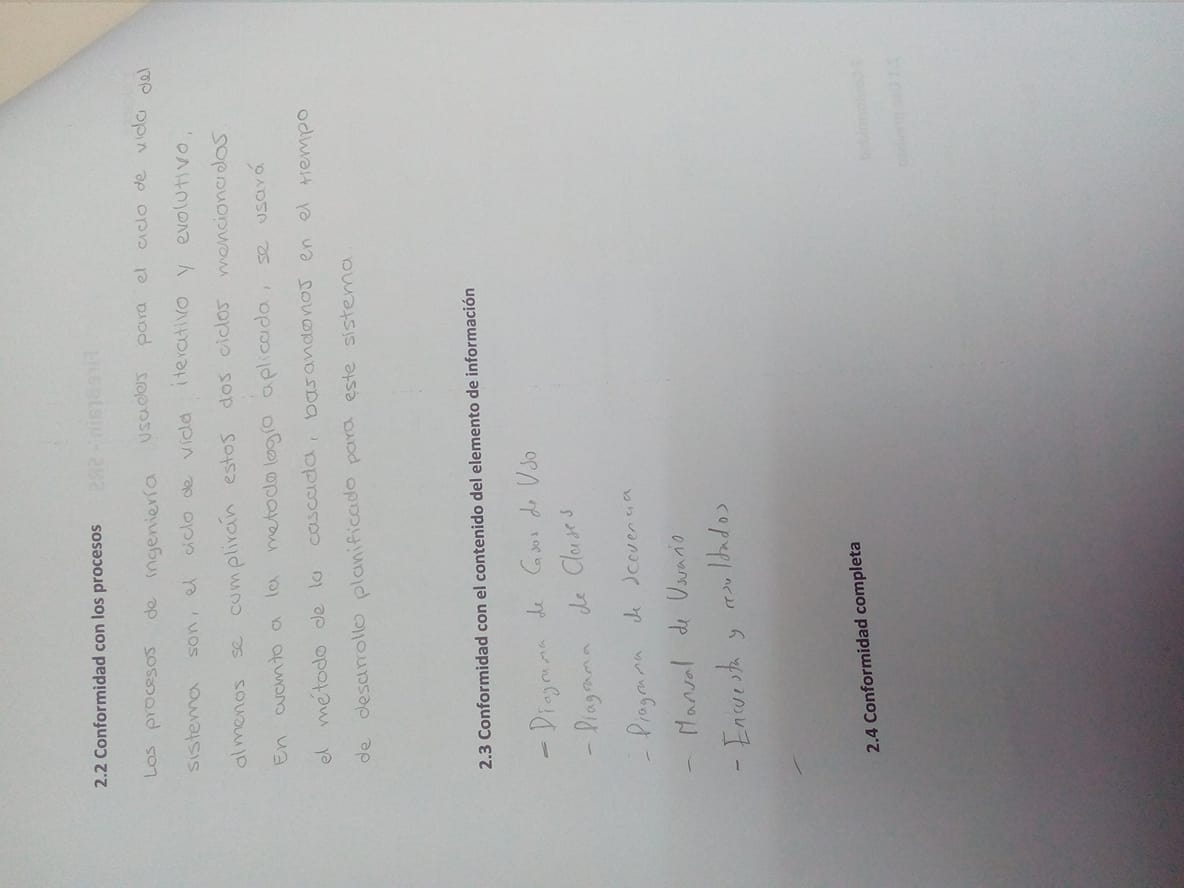 2.2 Conformidad con los procesos
Los procesos de ingeniería usados para el ciclo de vida del
sistema son, el ciclo de vida iterativo y evolutivo,
almenos se cumplirán estos dos ciclos mencionados.
En cuanto a la metodología aplicada, se usará
el método de la cascada, basandonos en el tiempo
de desarrollo planificado para este sistema.
2.3 Conformidad con el contenido del elemento de información
- Diagrama de Casos de Uso
- Diagrama de Clases
- Diagrama de secuencia
- Manual de Usuario
- Encuesta y resultados
-
2.4 Conformidad completa